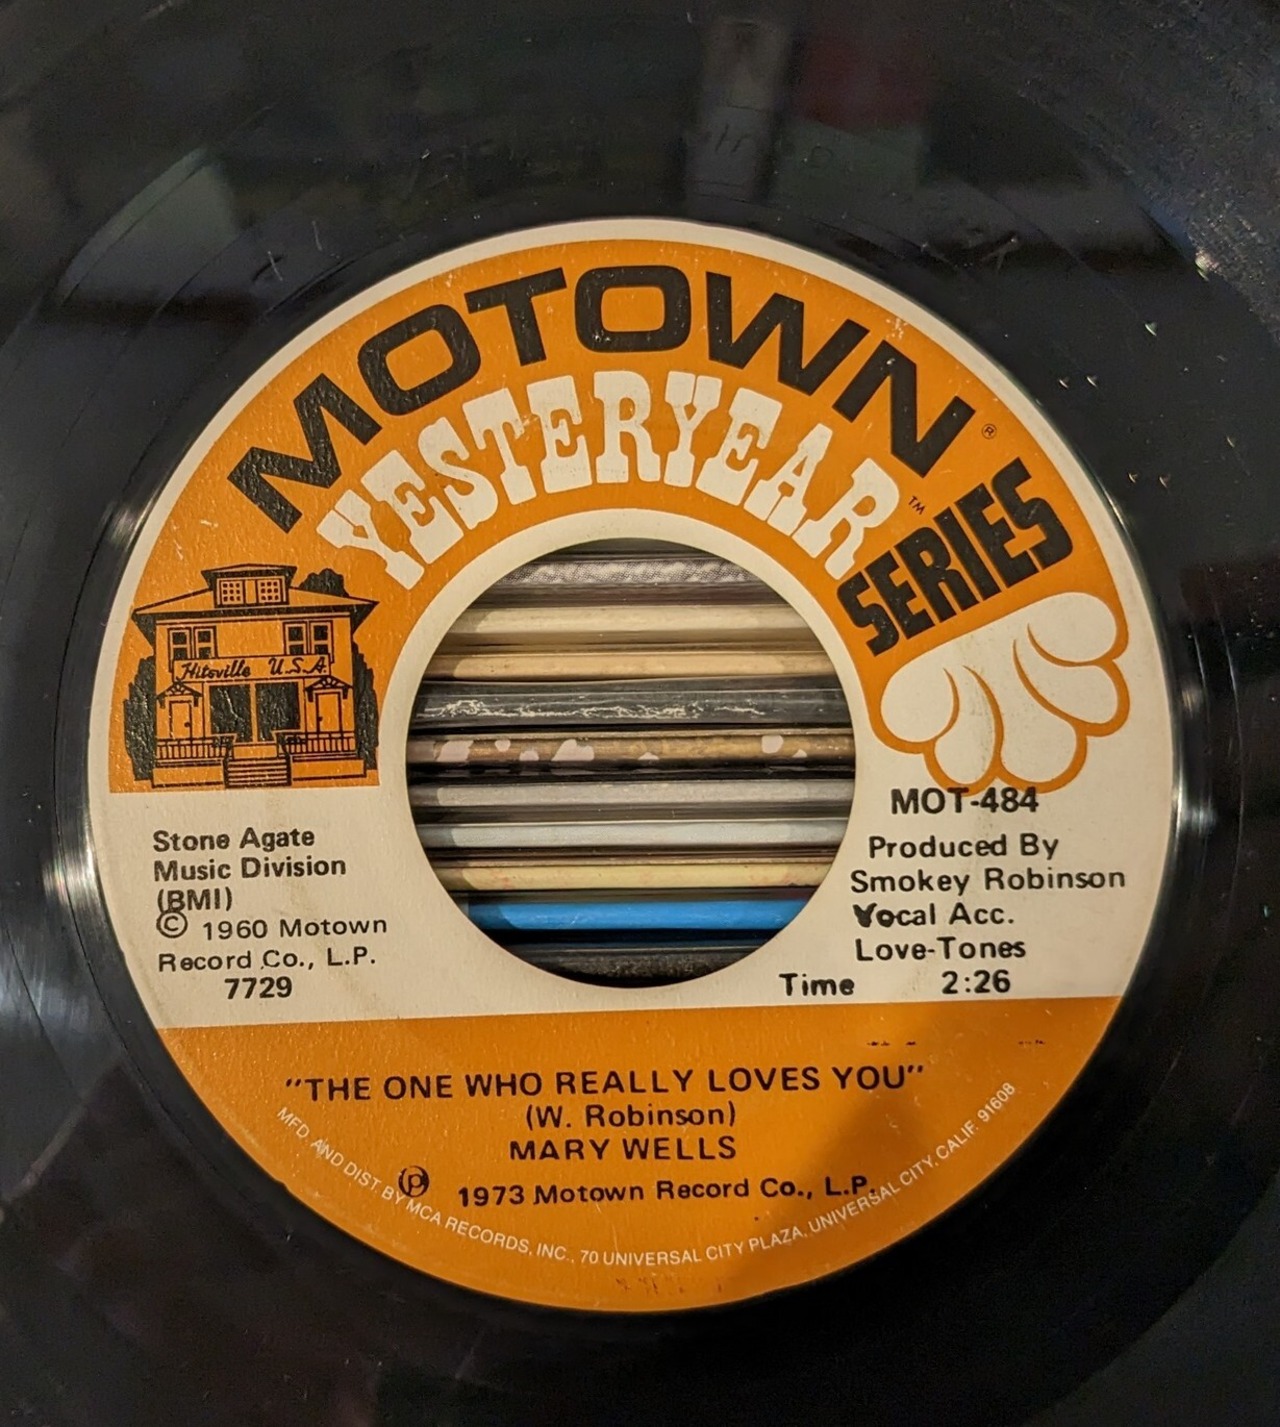 MOTOWN®
YESTERYEAR™
SERIES
Hitsville U.S.A.
Stone Agate
Music Division
(BMI)
© 1960 Motown
Record Co., L.P.
7729
MOT-484
Produced By
Smokey Robinson
Vocal Acc.
Love-Tones
Time 2:26
"THE ONE WHO REALLY LOVES YOU"
(W. Robinson)
MARY WELLS
℗ 1973 Motown Record Co., L.P.
MFD. AND DIST. BY MCA RECORDS, INC., 70 UNIVERSAL CITY PLAZA, UNIVERSAL CITY, CALIF. 91608